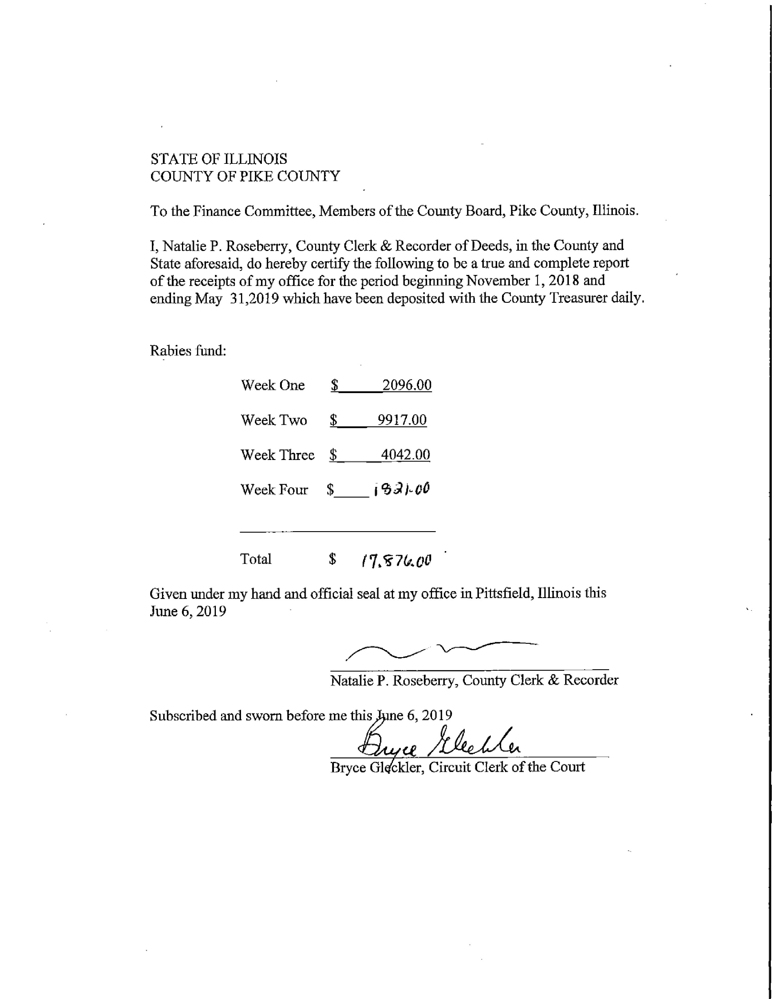 STATE OF ILLINOIS
COUNTY OF PIKE COUNTY
To the Finance Committee, Members of the County Board, Pike County, Illinois.
I, Natalie P. Roseberry, County Clerk & Recorder of Deeds, in the County and
State aforesaid, do hereby certify the following to be a true and complete report
of the receipts of my office for the period beginning November 1, 2018 and
ending May 31,2019 which have been deposited with the County Treasurer daily.
Rabies fund:
Week One $ 2096.00
Week Two $ 9917.00
Week Three $ 4042.00
Week Four $ 1821.00
Total $ 17,876.00
Given under my hand and official seal at my office in Pittsfield, Illinois this
June 6, 2019
Natalie P. Roseberry, County Clerk & Recorder
Subscribed and sworn before me this June 6, 2019
Bryce Gleckler
Bryce Gleckler, Circuit Clerk of the Court